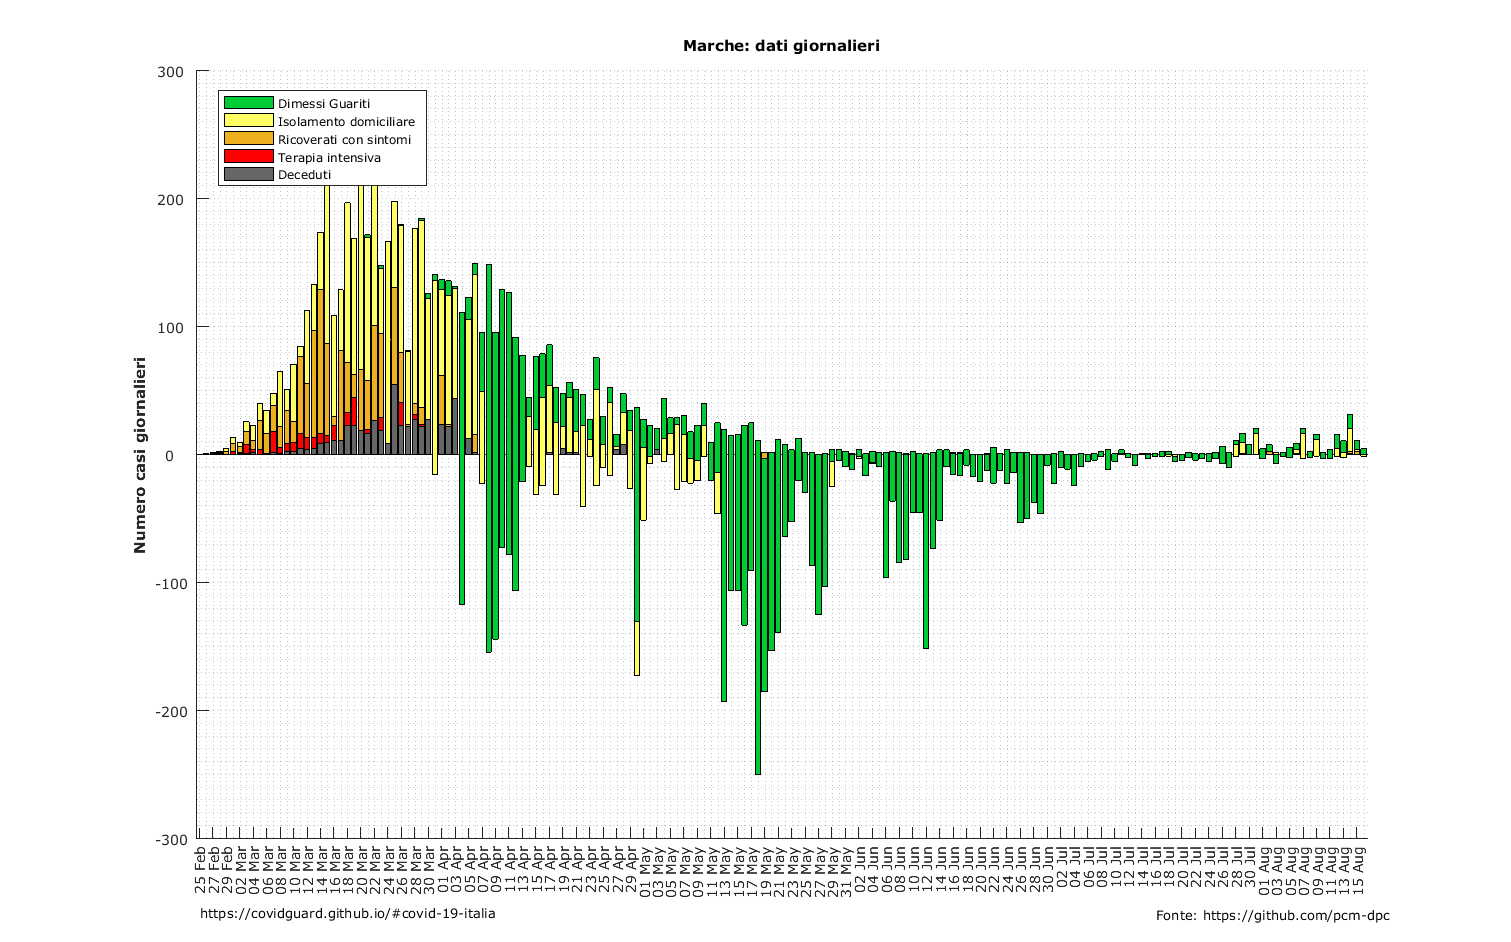 Marche: dati giornalieri
300
200
100
0
-100
-200
-300
Numero casi giornalieri
Dimessi Guariti
Isolamento domiciliare
Ricoverati con sintomi
Terapia intensiva
Deceduti
25 Feb
27 Feb
29 Feb
02 Mar
04 Mar
06 Mar
08 Mar
10 Mar
12 Mar
14 Mar
16 Mar
18 Mar
20 Mar
22 Mar
24 Mar
26 Mar
28 Mar
30 Mar
01 Apr
03 Apr
05 Apr
07 Apr
09 Apr
11 Apr
13 Apr
15 Apr
17 Apr
19 Apr
21 Apr
23 Apr
25 Apr
27 Apr
29 Apr
01 May
03 May
05 May
07 May
09 May
11 May
13 May
15 May
17 May
19 May
21 May
23 May
25 May
27 May
29 May
31 May
02 Jun
04 Jun
06 Jun
08 Jun
10 Jun
12 Jun
14 Jun
16 Jun
18 Jun
20 Jun
22 Jun
24 Jun
26 Jun
28 Jun
30 Jun
02 Jul
04 Jul
06 Jul
08 Jul
10 Jul
12 Jul
14 Jul
16 Jul
18 Jul
20 Jul
22 Jul
24 Jul
26 Jul
28 Jul
30 Jul
01 Aug
03 Aug
05 Aug
07 Aug
09 Aug
11 Aug
13 Aug
15 Aug
https://covidguard.github.io/#covid-19-italia
Fonte: https://github.com/pcm-dpc